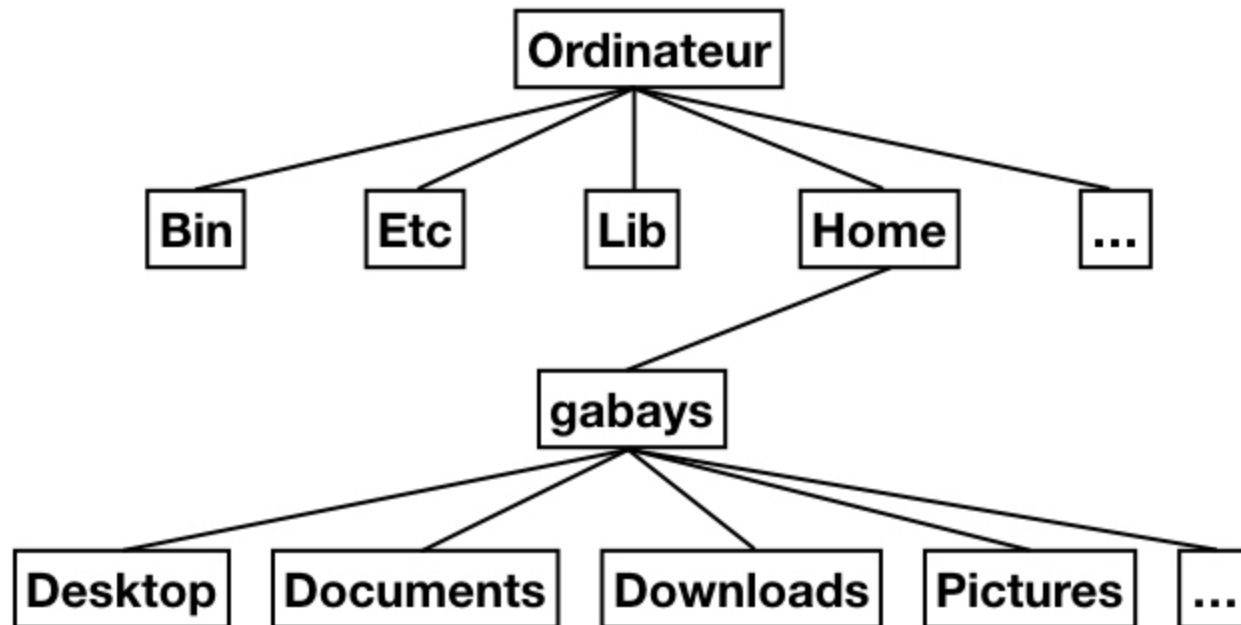 Ordinateur
Bin Etc Lib Home ...
gabays
Desktop Documents Downloads Pictures ...